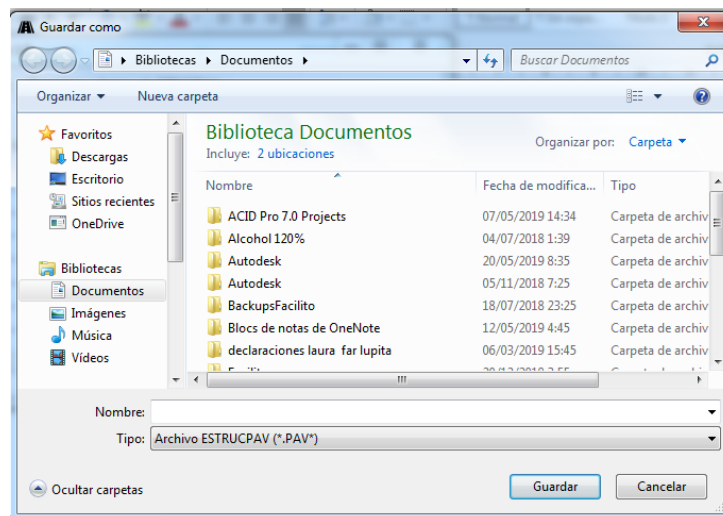 Guardar como
Bibliotecas Documentos
Buscar Documentos
Organizar Nueva carpeta
Favoritos
Descargas
Escritorio
Sitios recientes
OneDrive
Bibliotecas
Documentos
Imágenes
Música
Vídeos
Biblioteca Documentos
Incluye: 2 ubicaciones
Organizar por: Carpeta
Nombre Fecha de modifica... Tipo
ACID Pro 7.0 Projects 07/05/2019 14:34 Carpeta de archiv
Alcohol 120% 04/07/2018 1:39 Carpeta de archiv
Autodesk 20/05/2019 8:35 Carpeta de archiv
Autodesk 05/11/2018 7:25 Carpeta de archiv
BackupsFacilito 18/07/2018 23:25 Carpeta de archiv
Blocs de notas de OneNote 12/05/2019 4:45 Carpeta de archiv
declaraciones laura far lupita 06/03/2019 15:45 Carpeta de archiv
Nombre:
Tipo: Archivo ESTRUCPAV (*.PAV*)
Ocultar carpetas
Guardar Cancelar